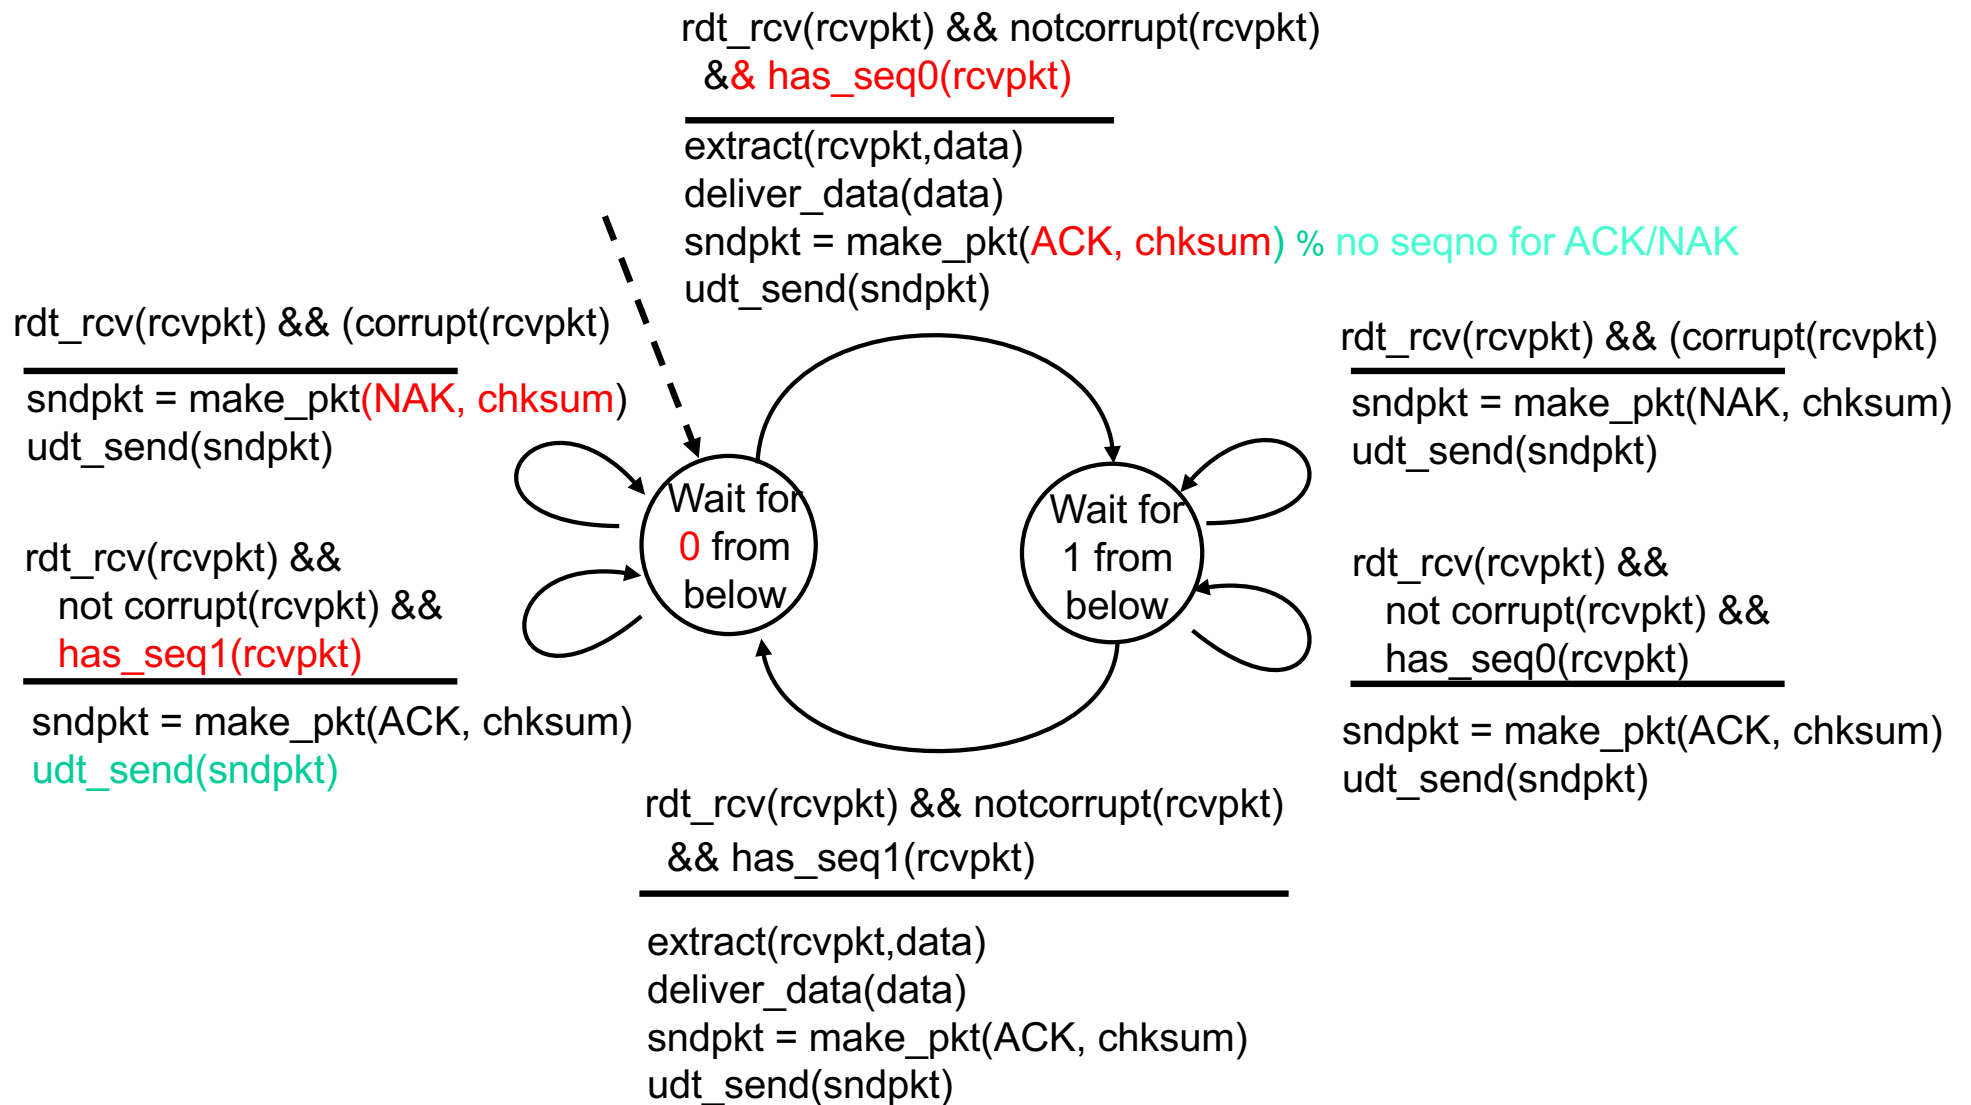 rdt_rcv(rcvpkt) && notcorrupt(rcvpkt)
&& has_seq0(rcvpkt)
extract(rcvpkt,data)
deliver_data(data)
sndpkt = make_pkt(ACK, chksum) % no seqno for ACK/NAK
udt_send(sndpkt)
rdt_rcv(rcvpkt) && (corrupt(rcvpkt)
sndpkt = make_pkt(NAK, chksum)
udt_send(sndpkt)
rdt_rcv(rcvpkt) &&
not corrupt(rcvpkt) &&
has_seq1(rcvpkt)
sndpkt = make_pkt(ACK, chksum)
udt_send(sndpkt)
Wait for
0 from
below
Wait for
1 from
below
rdt_rcv(rcvpkt) && (corrupt(rcvpkt)
sndpkt = make_pkt(NAK, chksum)
udt_send(sndpkt)
rdt_rcv(rcvpkt) &&
not corrupt(rcvpkt) &&
has_seq0(rcvpkt)
sndpkt = make_pkt(ACK, chksum)
udt_send(sndpkt)
rdt_rcv(rcvpkt) && notcorrupt(rcvpkt)
&& has_seq1(rcvpkt)
extract(rcvpkt,data)
deliver_data(data)
sndpkt = make_pkt(ACK, chksum)
udt_send(sndpkt)